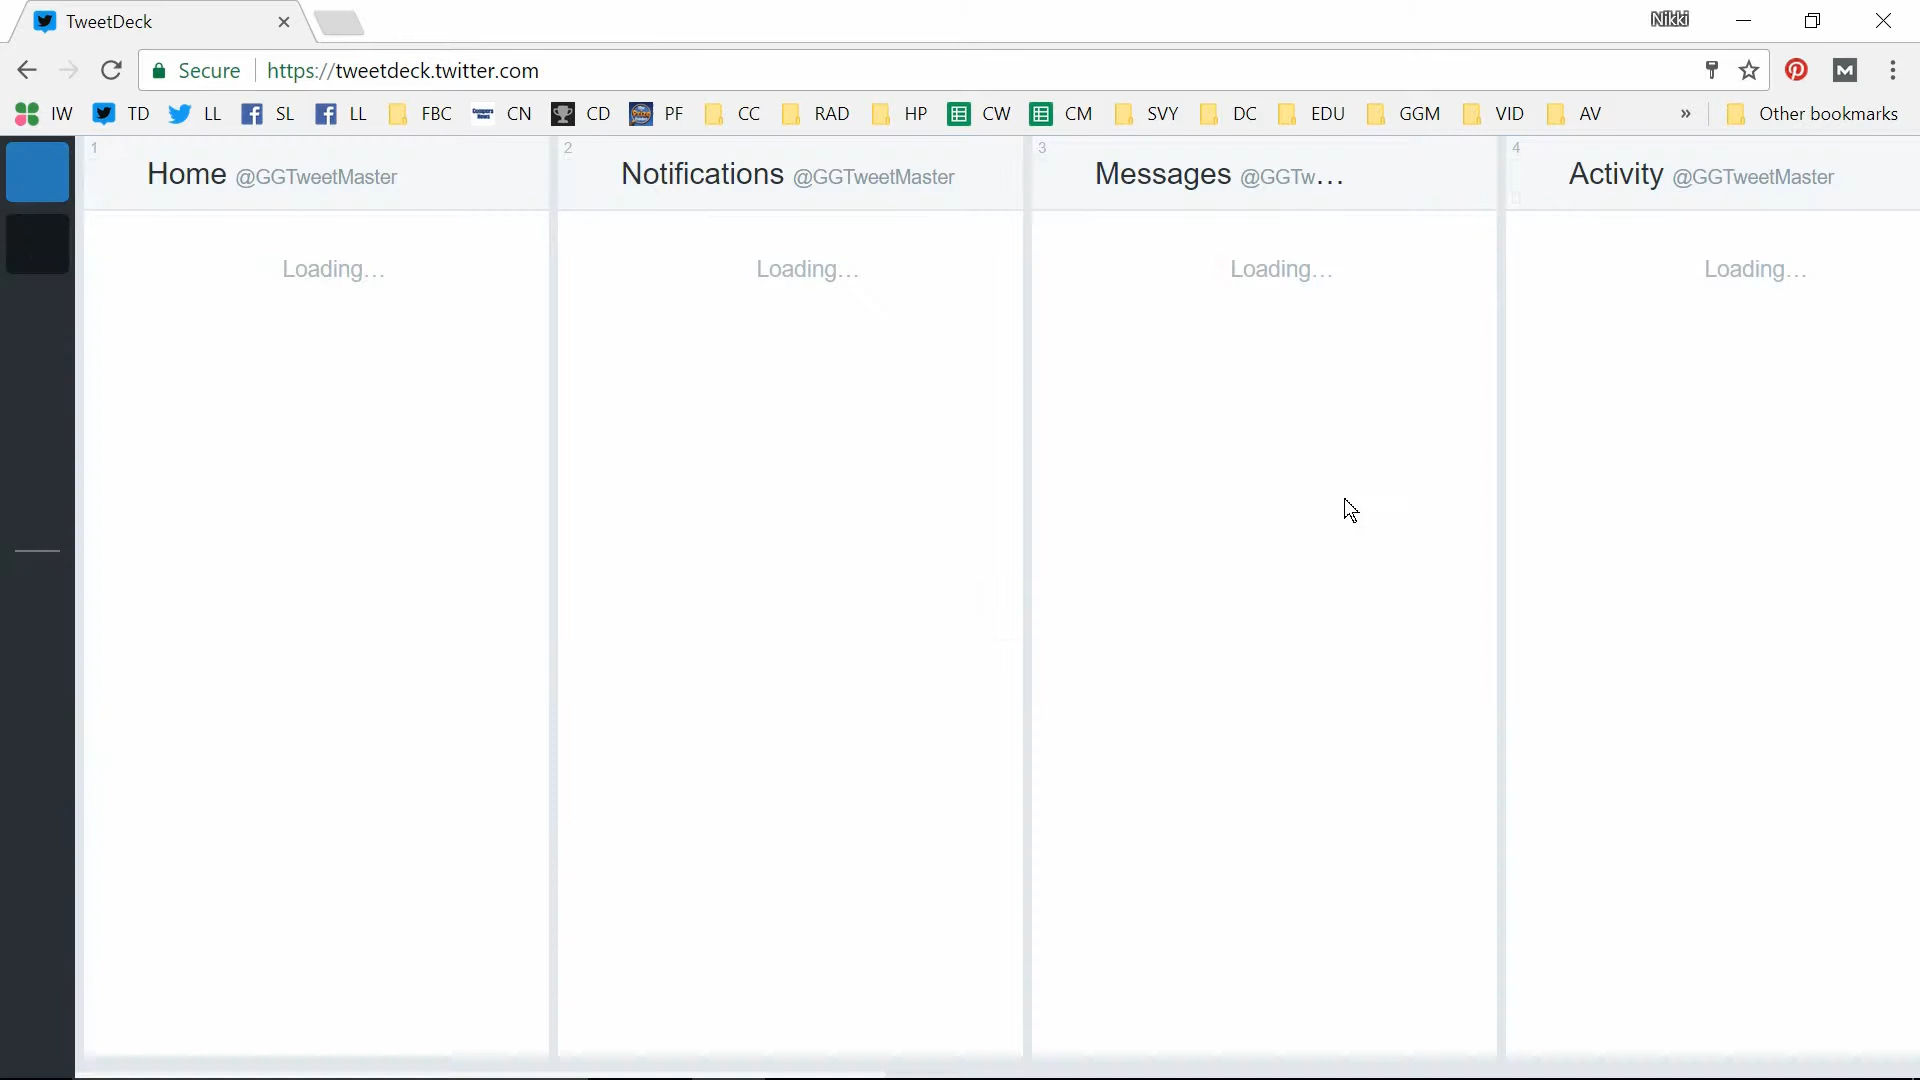 TweetDeck
Nikki
Secure https://tweetdeck.twitter.com
IW TD LL SL LL FBC CN CD PF CC RAD HP CW CM SVY DC EDU GGM VID AV » Other bookmarks
1 2 3 4
Home @GGTweetMaster Notifications @GGTweetMaster Messages @GGTw... Activity @GGTweetMaster
Loading... Loading... Loading... Loading...